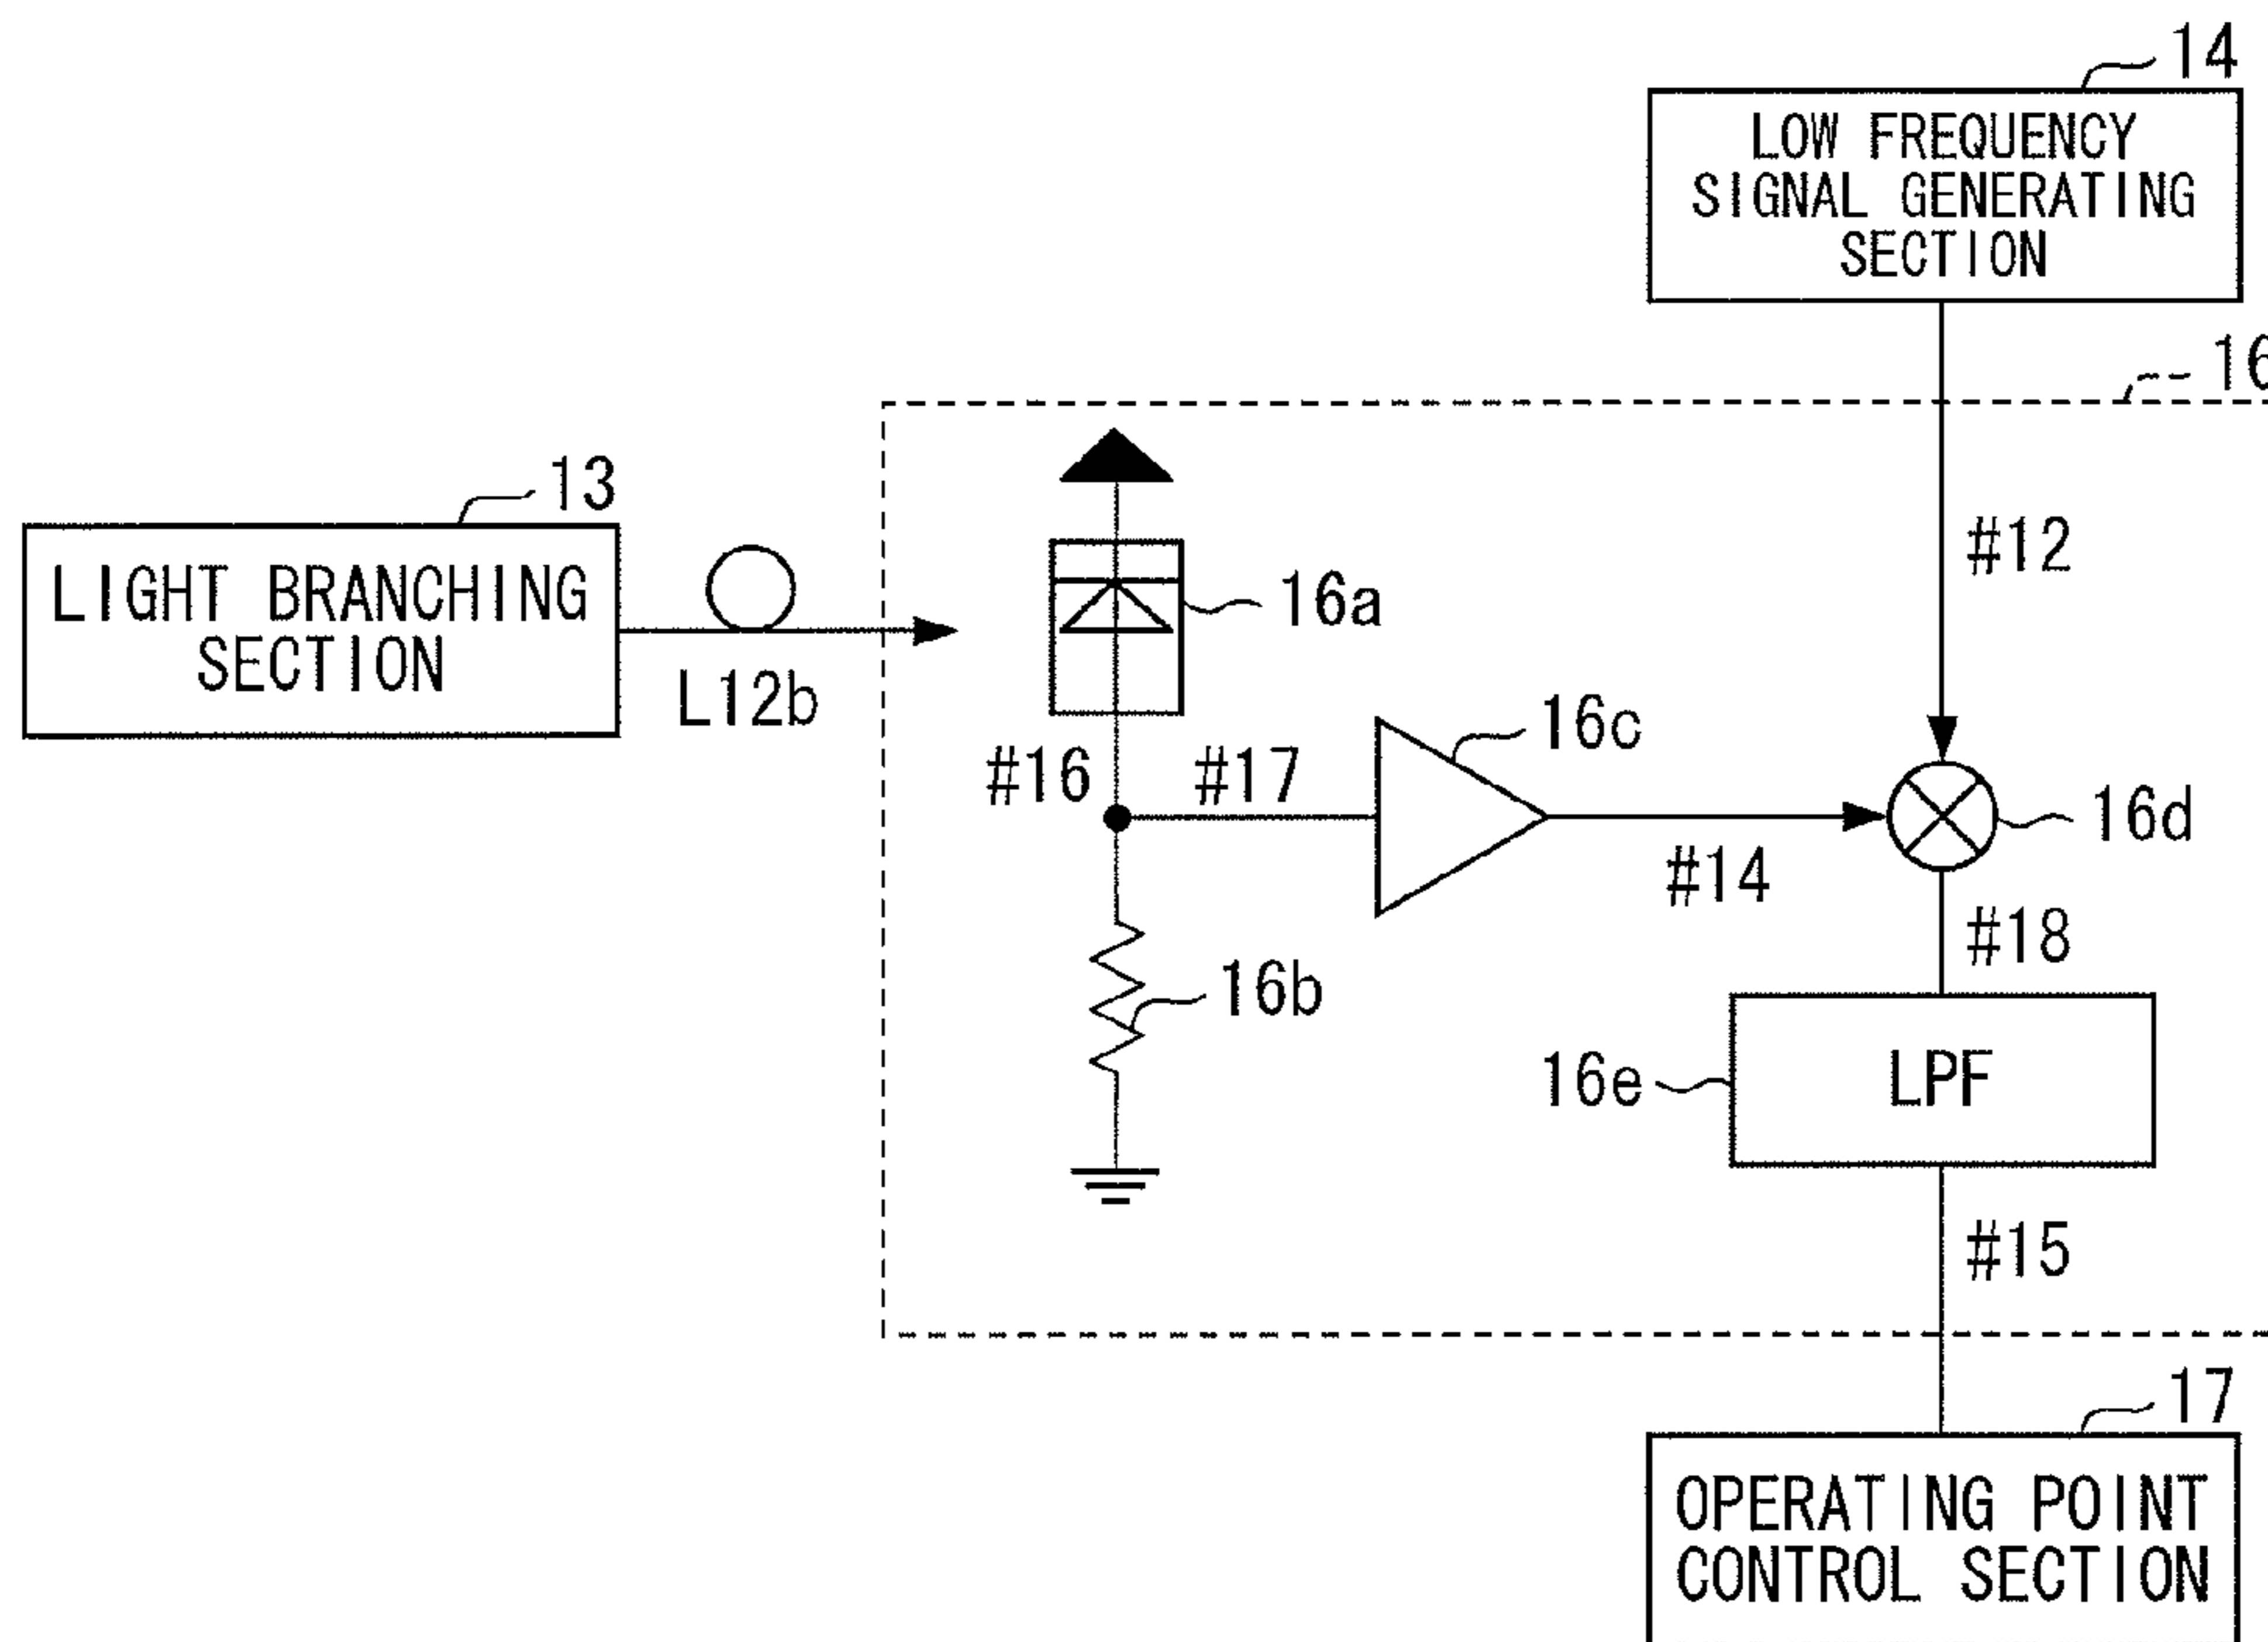 14
LOW FREQUENCY
SIGNAL GENERATING
SECTION
16
13
LIGHT BRANCHING
SECTION
L12b
#12
16a
#16
#17
16c
16d
#14
#18
16b
16e
LPF
#15
17
OPERATING POINT
CONTROL SECTION